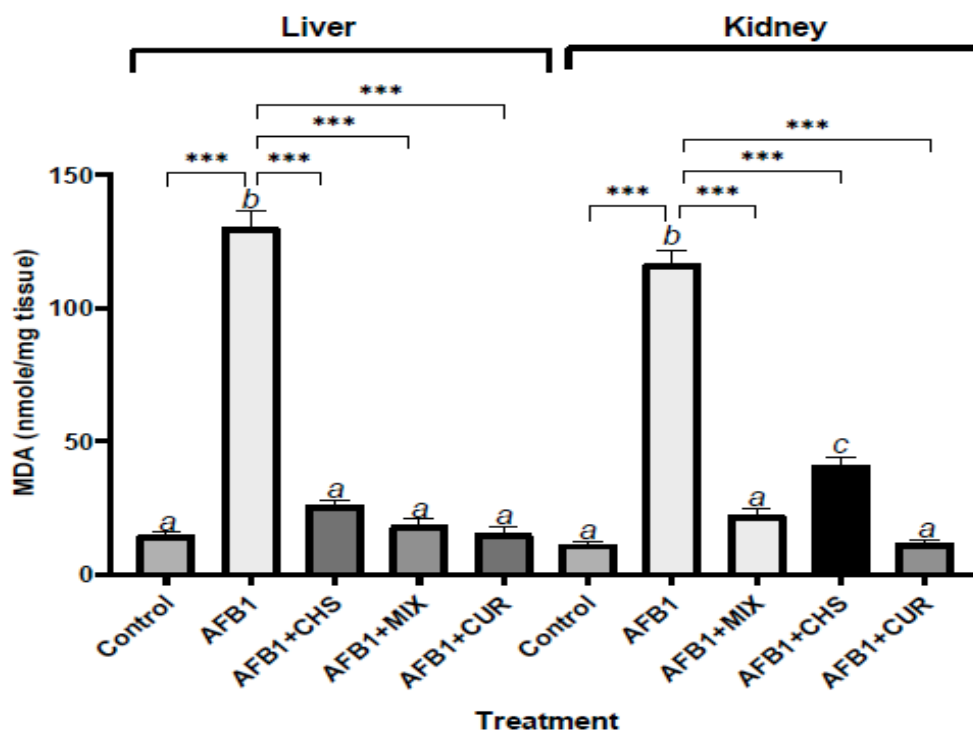 Liver Kidney
***
*** ***
***
*** *** *** ***
150
100
50
0
MDA (nmole/mg tissue)
b
b
a a a a a a c a
Control AFB1 AFB1+CHS AFB1+MIX AFB1+CUR Control AFB1 AFB1+MIX AFB1+CHS AFB1+CUR
Treatment